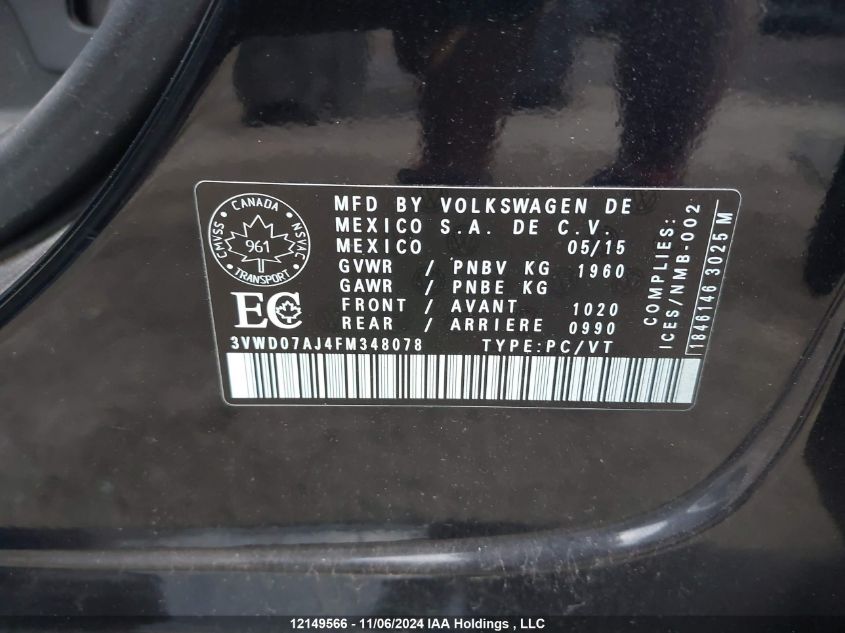 CANADA
CMVSS
NSVAC
961
TRANSPORT
EC
MFD BY VOLKSWAGEN DE
MEXICO S.A. DE C.V.
MEXICO 05/15
GVWR / PNBV KG 1960
GAWR / PNBE KG
FRONT / AVANT 1020
REAR / ARRIERE 0990
3VWD07AJ4FM348078 TYPE:PC/VT
COMPLIES:
ICES/NMB-002
1846146 3025 M
12149566 - 11/06/2024 IAA Holdings , LLC